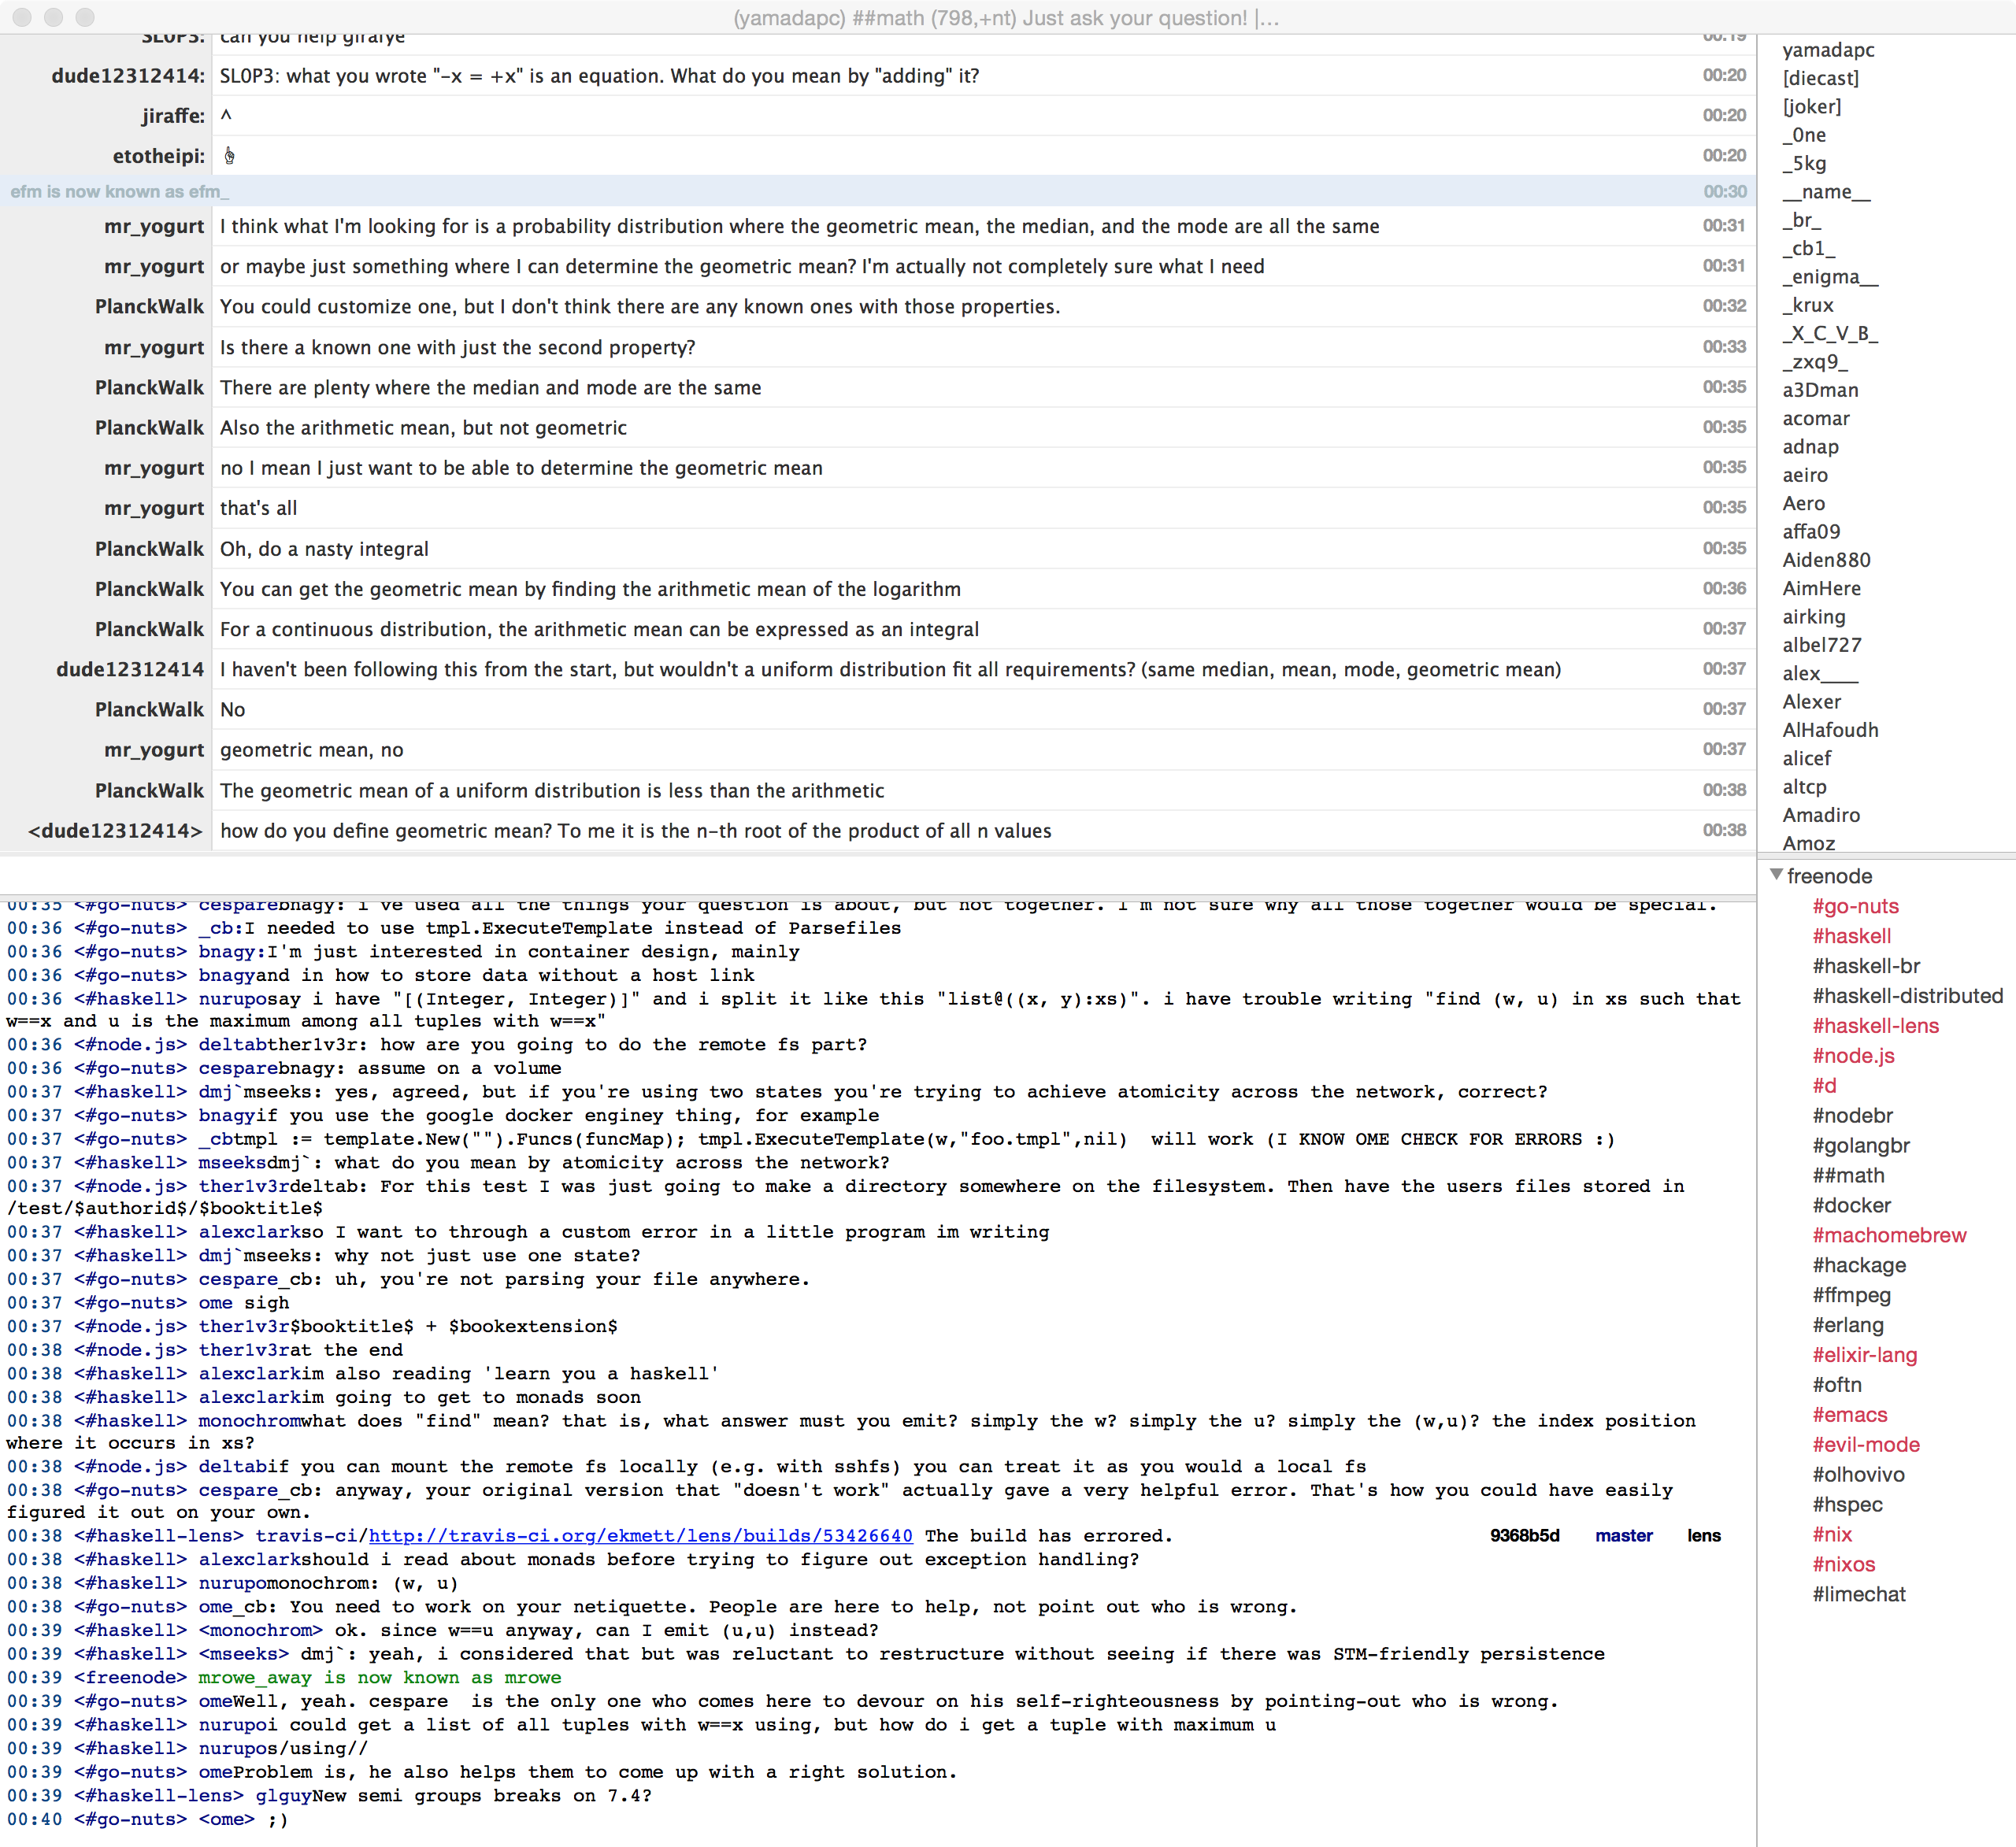 (yamadapc) ##math (798,+nt) Just ask your question! |…
SL0P3: can you help giraffe 00:19
dude12312414: SL0P3: what you wrote "-x = +x" is an equation. What do you mean by "adding" it? 00:20
jiraffe: ^ 00:20
etotheipi: 👆 00:20
efm is now known as efm_ 00:30
mr_yogurt I think what I'm looking for is a probability distribution where the geometric mean, the median, and the mode are all the same 00:31
mr_yogurt or maybe just something where I can determine the geometric mean? I'm actually not completely sure what I need 00:31
PlanckWalk You could customize one, but I don't think there are any known ones with those properties. 00:32
mr_yogurt Is there a known one with just the second property? 00:33
PlanckWalk There are plenty where the median and mode are the same 00:35
PlanckWalk Also the arithmetic mean, but not geometric 00:35
mr_yogurt no I mean I just want to be able to determine the geometric mean 00:35
mr_yogurt that's all 00:35
PlanckWalk Oh, do a nasty integral 00:35
PlanckWalk You can get the geometric mean by finding the arithmetic mean of the logarithm 00:36
PlanckWalk For a continuous distribution, the arithmetic mean can be expressed as an integral 00:37
dude12312414 I haven't been following this from the start, but wouldn't a uniform distribution fit all requirements? (same median, mean, mode, geometric mean) 00:37
PlanckWalk No 00:37
mr_yogurt geometric mean, no 00:37
PlanckWalk The geometric mean of a uniform distribution is less than the arithmetic 00:38
<dude12312414> how do you define geometric mean? To me it is the n-th root of the product of all n values 00:38
00:35 <#go-nuts> cesparebnagy: i've used all the things your question is about, but not together. I'm not sure why all those together would be special.
00:36 <#go-nuts> _cb:I needed to use tmpl.ExecuteTemplate instead of Parsefiles
00:36 <#go-nuts> bnagy:I'm just interested in container design, mainly
00:36 <#go-nuts> bnagyand in how to store data without a host link
00:36 <#haskell> nuruposay i have "[(Integer, Integer)]" and i split it like this "list@((x, y):xs)". i have trouble writing "find (w, u) in xs such that
w==x and u is the maximum among all tuples with w==x"
00:36 <#node.js> deltabther1v3r: how are you going to do the remote fs part?
00:36 <#go-nuts> cesparebnagy: assume on a volume
00:37 <#haskell> dmj`mseeks: yes, agreed, but if you're using two states you're trying to achieve atomicity across the network, correct?
00:37 <#go-nuts> bnagyif you use the google docker enginey thing, for example
00:37 <#go-nuts> _cbtmpl := template.New("").Funcs(funcMap); tmpl.ExecuteTemplate(w,"foo.tmpl",nil)  will work (I KNOW OME CHECK FOR ERRORS :)
00:37 <#haskell> mseeksdmj`: what do you mean by atomicity across the network?
00:37 <#node.js> ther1v3rdeltab: For this test I was just going to make a directory somewhere on the filesystem. Then have the users files stored in
/test/$authorid$/$booktitle$
00:37 <#haskell> alexclarkso I want to through a custom error in a little program im writing
00:37 <#haskell> dmj`mseeks: why not just use one state?
00:37 <#go-nuts> cespare_cb: uh, you're not parsing your file anywhere.
00:37 <#go-nuts> ome sigh
00:37 <#node.js> ther1v3r$booktitle$ + $bookextension$
00:38 <#node.js> ther1v3rat the end
00:38 <#haskell> alexclarkim also reading 'learn you a haskell'
00:38 <#haskell> alexclarkim going to get to monads soon
00:38 <#haskell> monochromwhat does "find" mean? that is, what answer must you emit? simply the w? simply the u? simply the (w,u)? the index position
where it occurs in xs?
00:38 <#node.js> deltabif you can mount the remote fs locally (e.g. with sshfs) you can treat it as you would a local fs
00:38 <#go-nuts> cespare_cb: anyway, your original version that "doesn't work" actually gave a very helpful error. That's how you could have easily
figured it out on your own.
00:38 <#haskell-lens> travis-ci/http://travis-ci.org/ekmett/lens/builds/53426640 The build has errored. 9368b5d master lens
00:38 <#haskell> alexclarkshould i read about monads before trying to figure out exception handling?
00:38 <#haskell> nurupomonochrom: (w, u)
00:38 <#go-nuts> ome_cb: You need to work on your netiquette. People are here to help, not point out who is wrong.
00:39 <#haskell> <monochrom> ok. since w==u anyway, can I emit (u,u) instead?
00:39 <#haskell> <mseeks> dmj`: yeah, i considered that but was reluctant to restructure without seeing if there was STM-friendly persistence
00:39 <freenode> mrowe_away is now known as mrowe
00:39 <#go-nuts> omeWell, yeah. cespare  is the only one who comes here to devour on his self-righteousness by pointing-out who is wrong.
00:39 <#haskell> nurupoi could get a list of all tuples with w==x using, but how do i get a tuple with maximum u
00:39 <#haskell> nurupos/using//
00:39 <#go-nuts> omeProblem is, he also helps them to come up with a right solution.
00:39 <#haskell-lens> glguyNew semi groups breaks on 7.4?
00:40 <#go-nuts> <ome> ;)
yamadapc
[diecast]
[joker]
_0ne
_5kg
__name__
_br_
_cb1_
_enigma__
_krux
_X_C_V_B_
_zxq9_
a3Dman
acomar
adnap
aeiro
Aero
affa09
Aiden880
AimHere
airking
albel727
alex____
Alexer
AlHafoudh
alicef
altcp
Amadiro
Amoz
freenode
#go-nuts
#haskell
#haskell-br
#haskell-distributed
#haskell-lens
#node.js
#d
#nodebr
#golangbr
##math
#docker
#machomebrew
#hackage
#ffmpeg
#erlang
#elixir-lang
#oftn
#emacs
#evil-mode
#olhovivo
#hspec
#nix
#nixos
#limechat